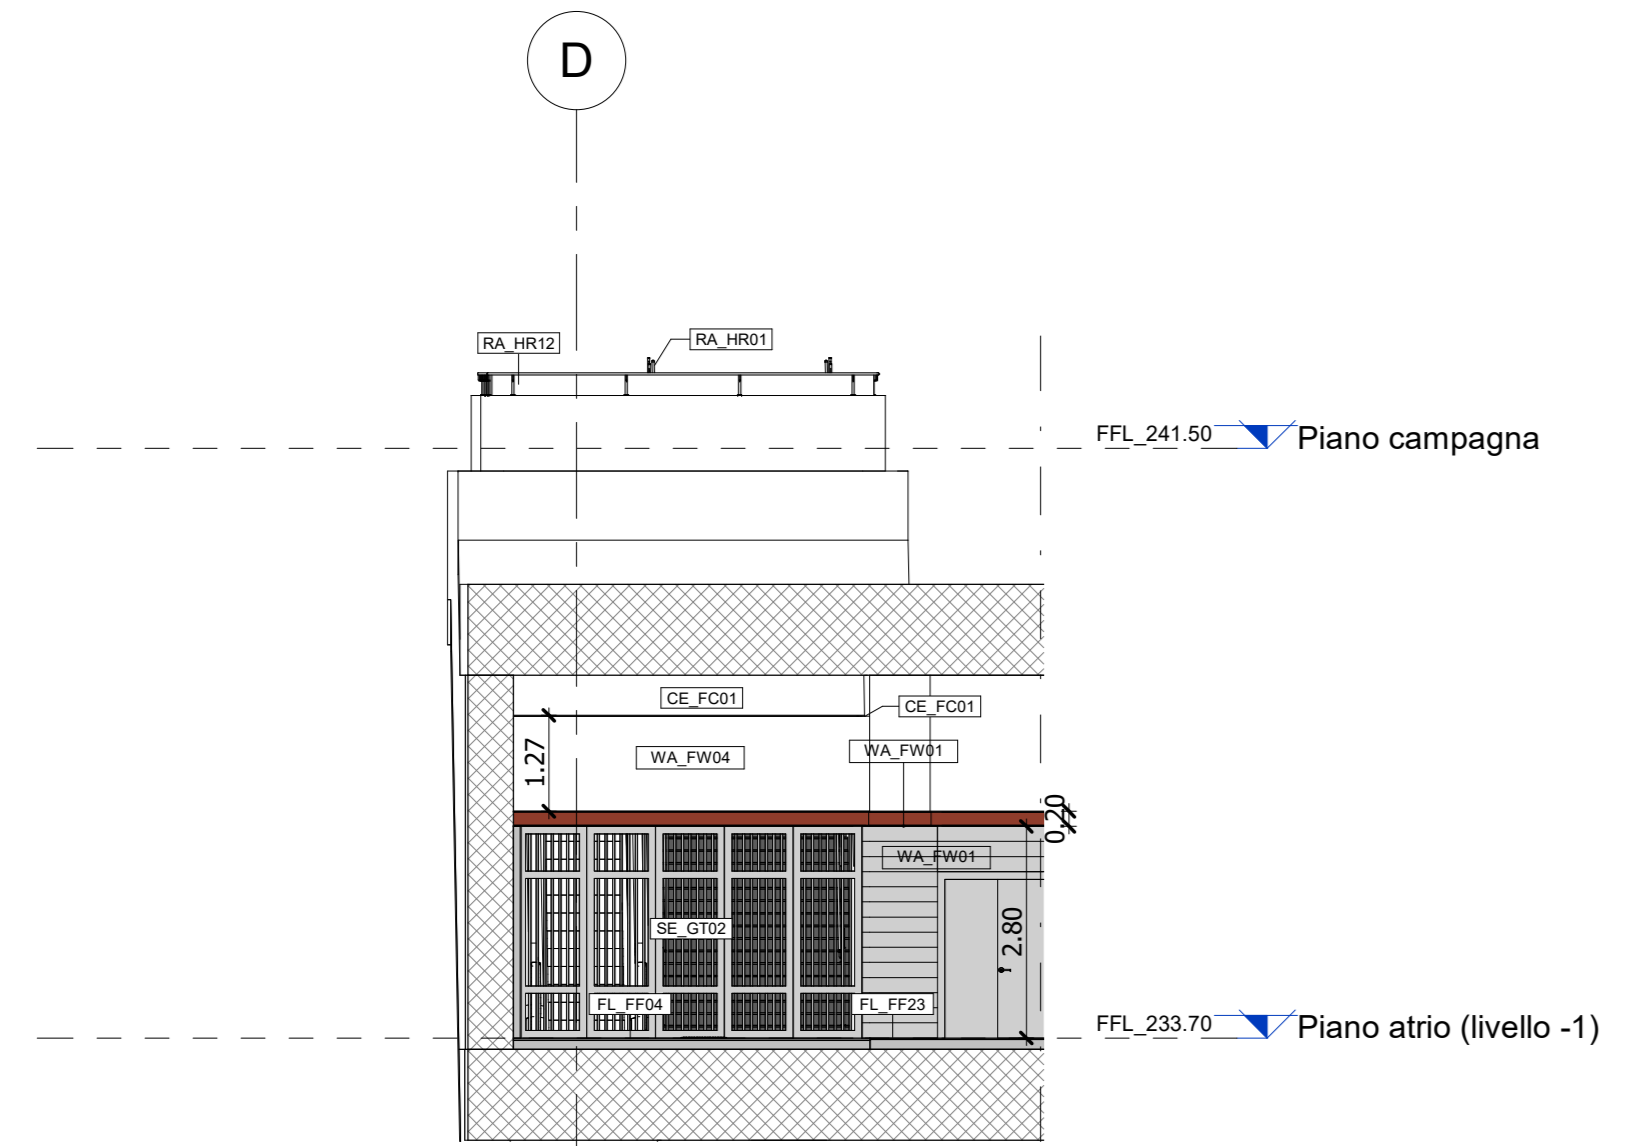 D
RA_HR12
RA_HR01
FFL_241.50
Piano campagna
CE_FC01
CE_FC01
1.27
WA_FW04
WA_FW01
0.20
WA_FW01
2.80
SE_GT02
FL_FF04
FL_FF23
FFL_233.70
Piano atrio (livello -1)